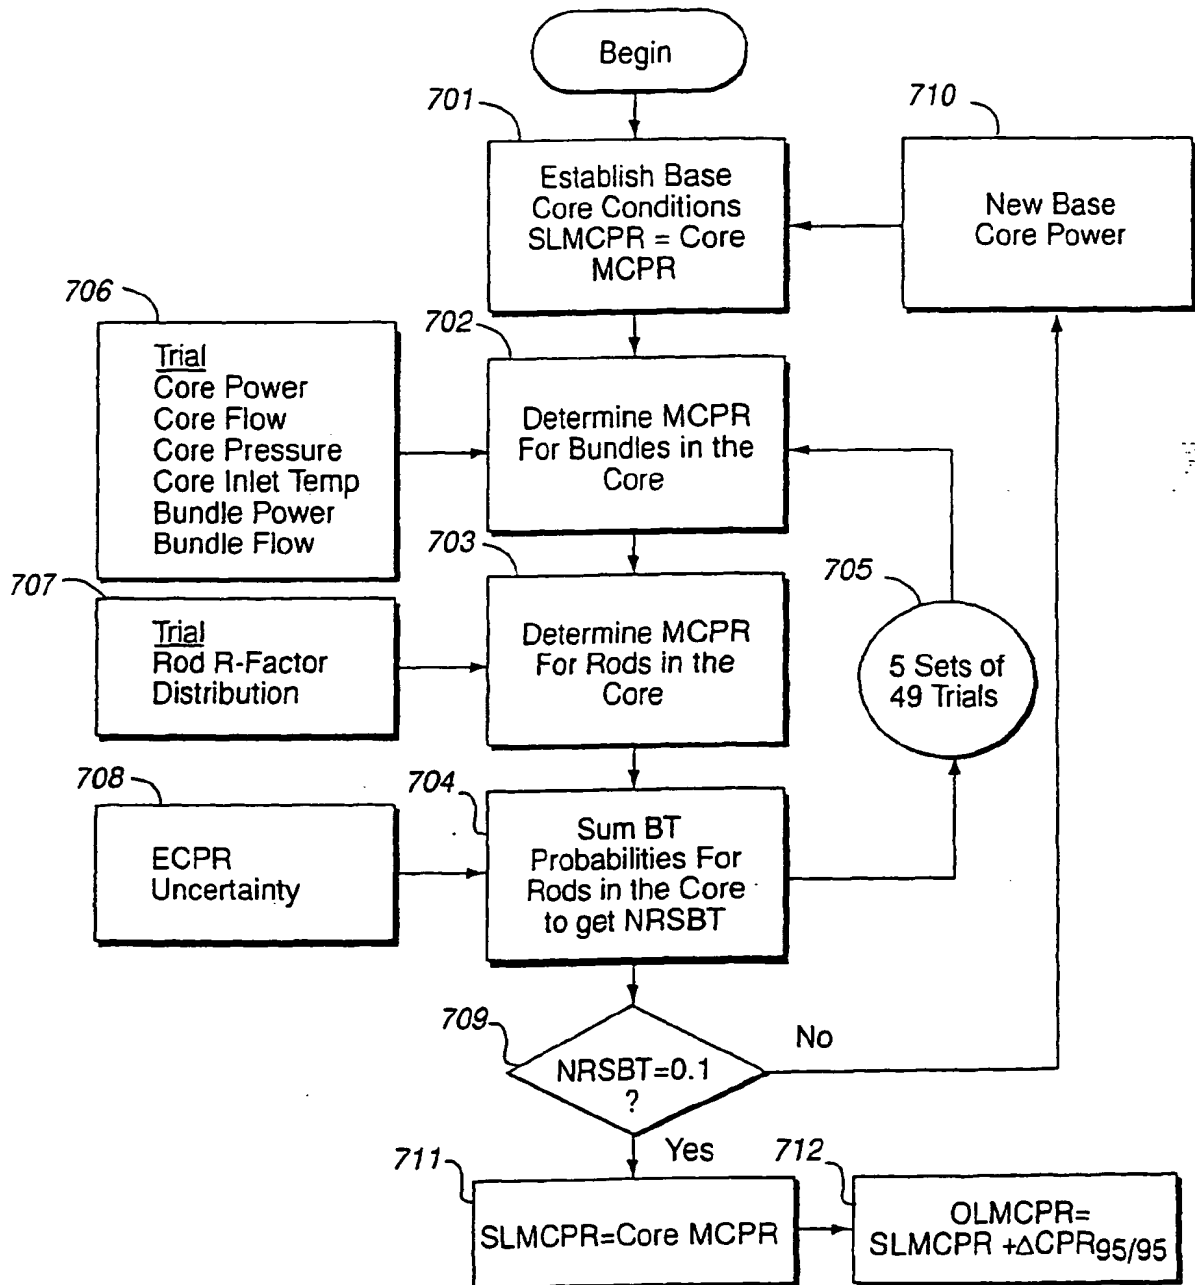 Begin
701
Establish Base
Core Conditions
SLMCPR = Core
MCPR
710
New Base
Core Power
706
Trial
Core Power
Core Flow
Core Pressure
Core Inlet Temp
Bundle Power
Bundle Flow
702
Determine MCPR
For Bundles in the
Core
707
Trial
Rod R-Factor
Distribution
703
Determine MCPR
For Rods in the
Core
705
5 Sets of
49 Trials
708
ECPR
Uncertainty
704
Sum BT
Probabilities For
Rods in the Core
to get NRSBT
709
NRSBT=0.1
?
No
Yes
711
SLMCPR=Core MCPR
712
OLMCPR=
SLMCPR +ΔCPR95/95